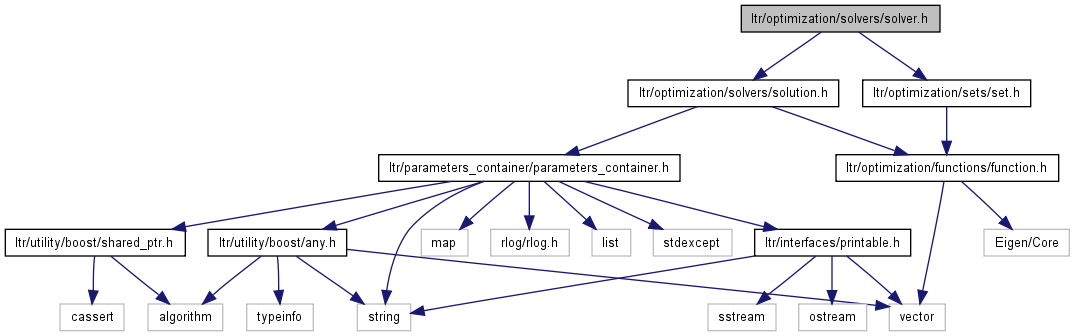 ltr/optimization/solvers/solver.h
ltr/optimization/solvers/solution.h
ltr/optimization/sets/set.h
ltr/parameters_container/parameters_container.h
ltr/optimization/functions/function.h
ltr/utility/boost/shared_ptr.h
ltr/utility/boost/any.h
map
rlog/rlog.h
list
stdexcept
ltr/interfaces/printable.h
Eigen/Core
cassert
algorithm
typeinfo
string
sstream
ostream
vector